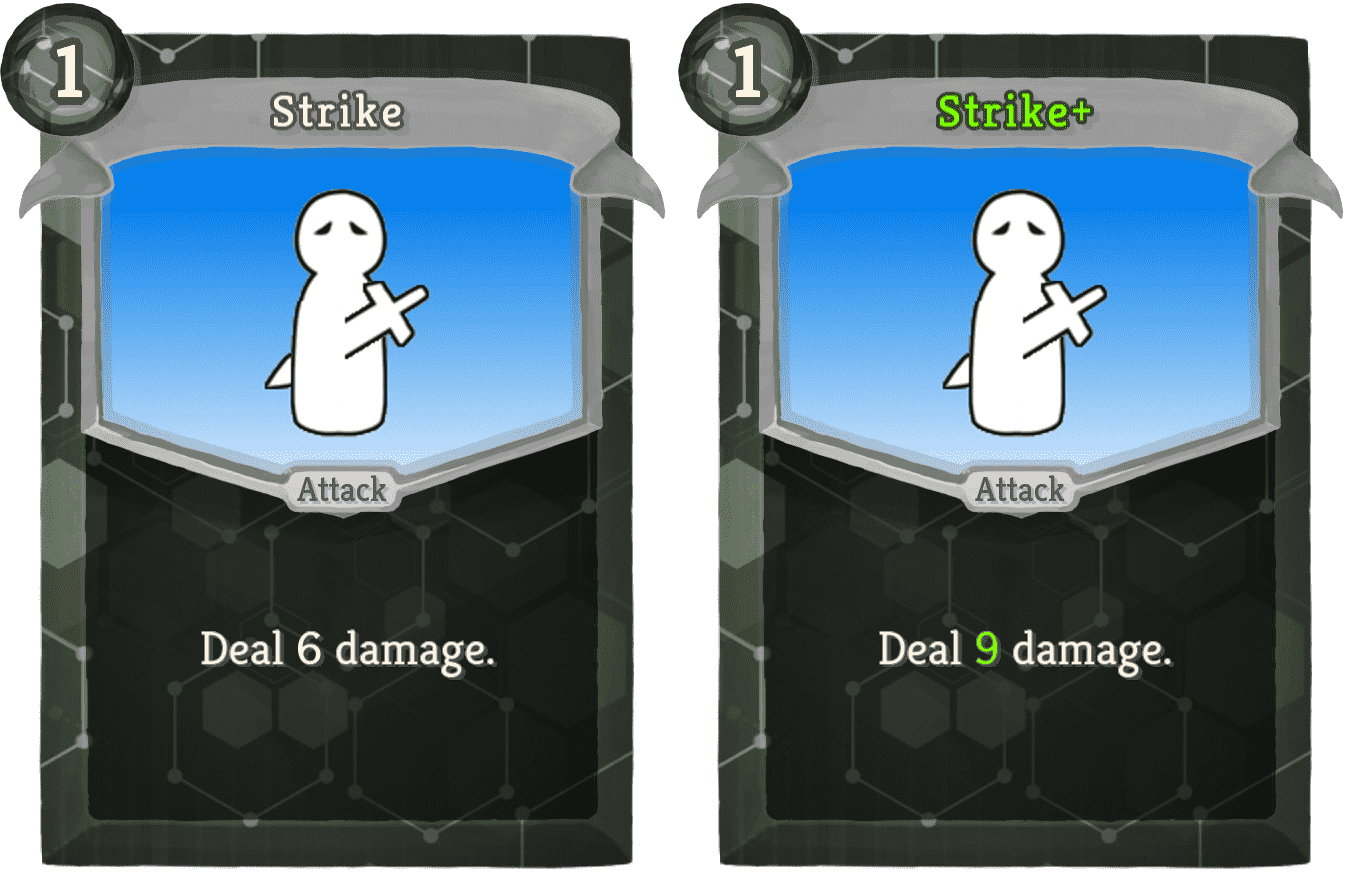 1
Strike
Attack
Deal 6 damage.
1
Strike+
Attack
Deal 9 damage.